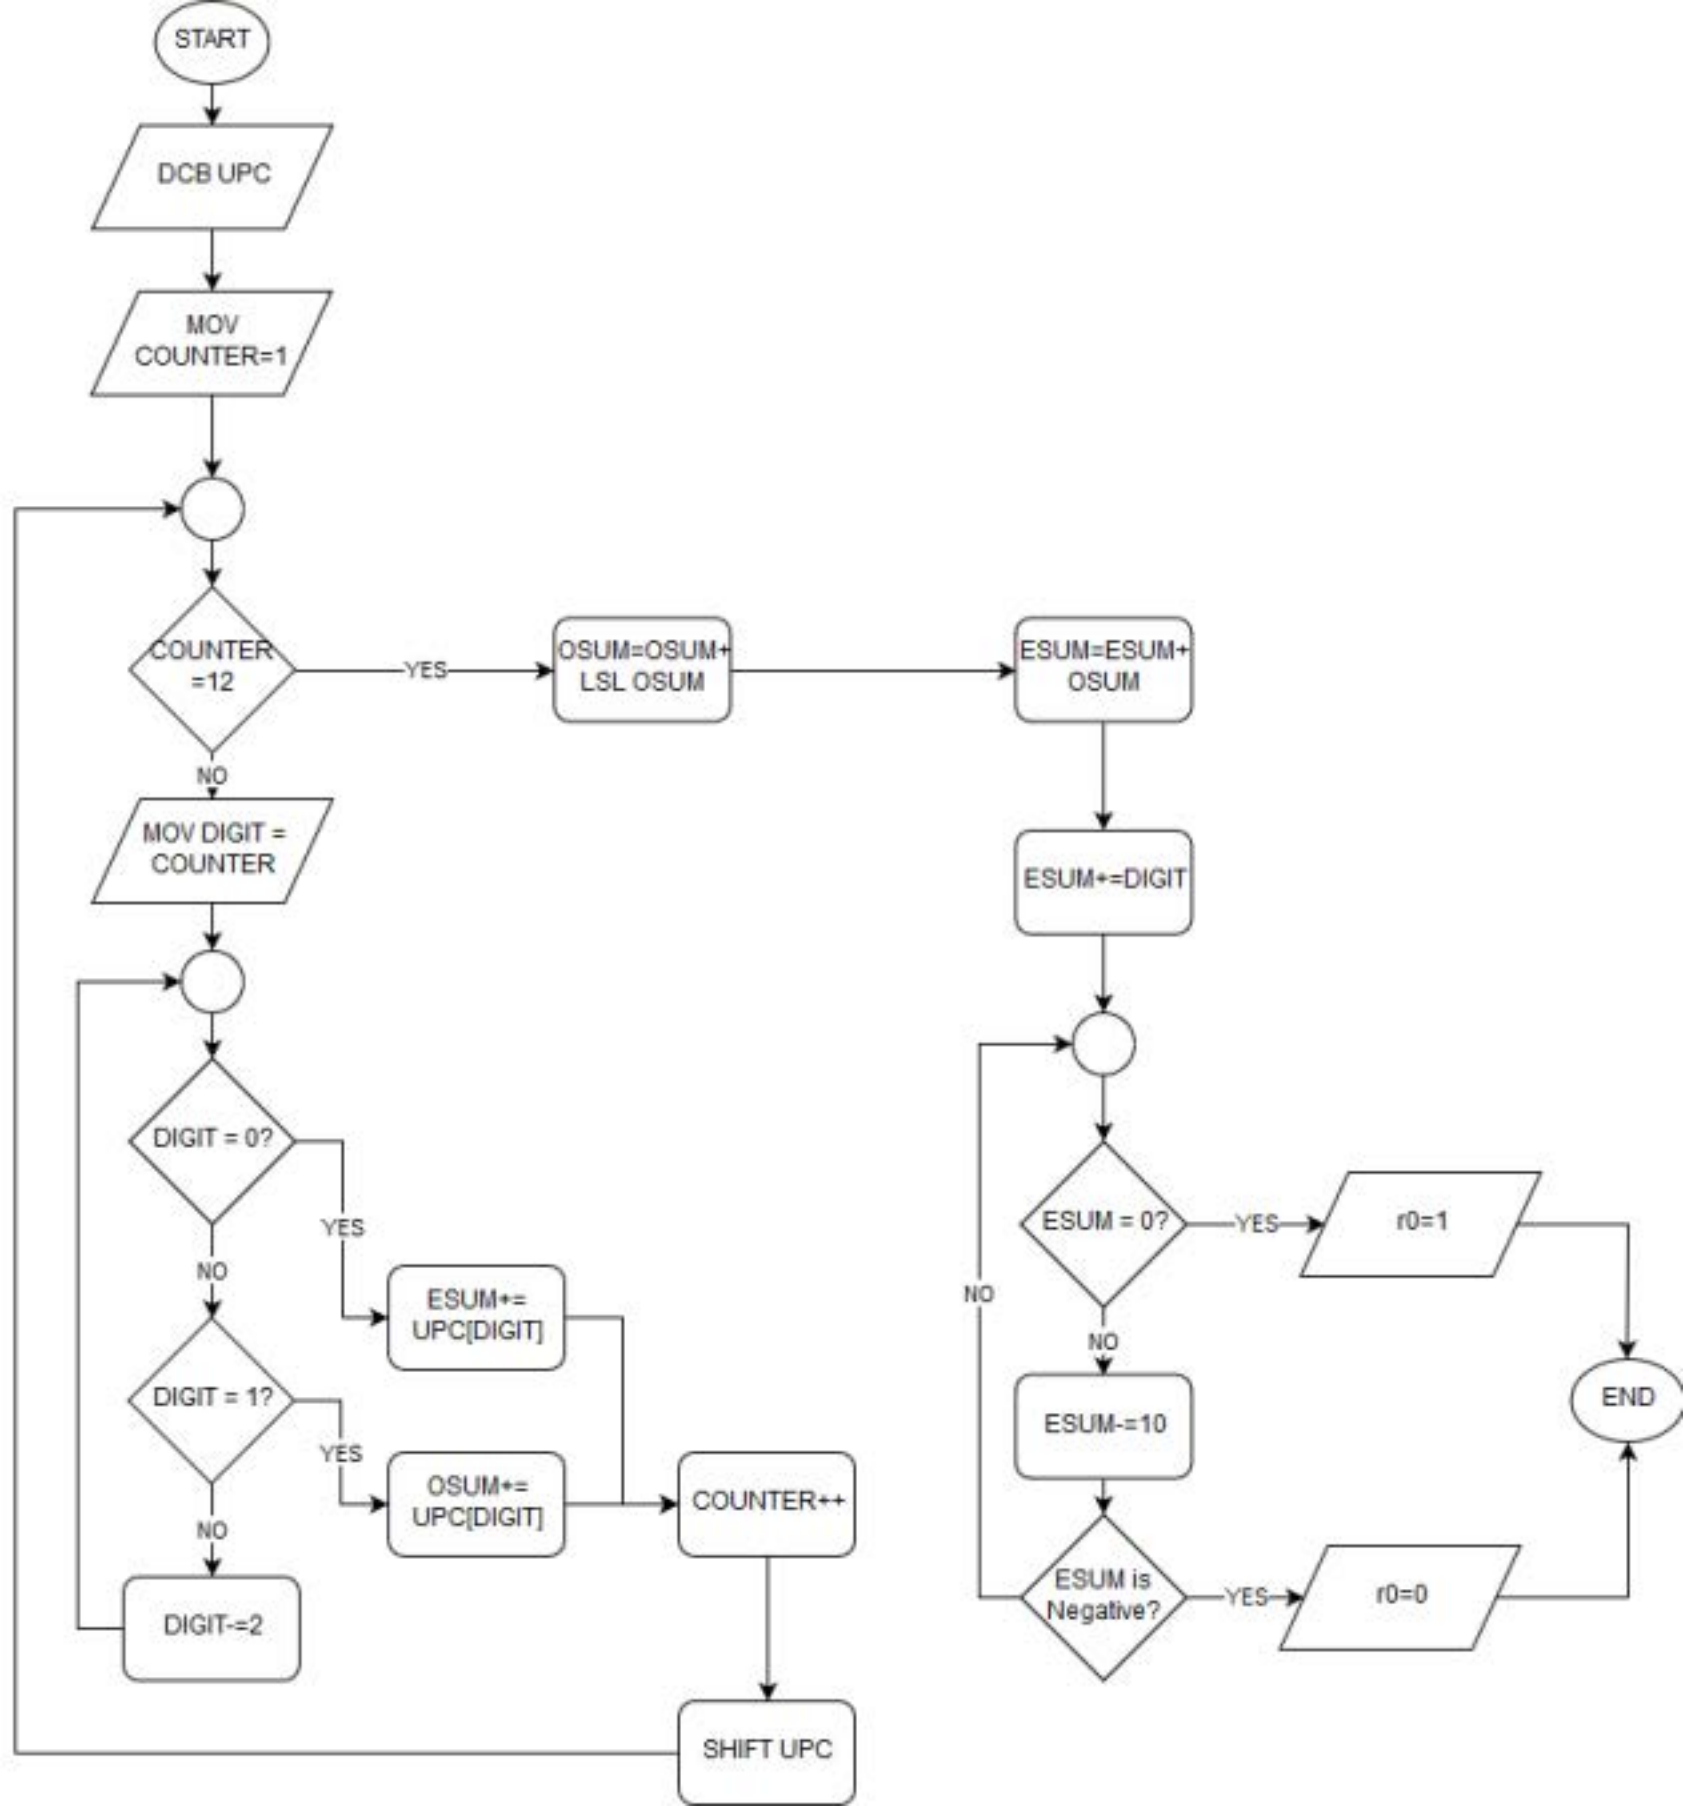 START
DCB UPC
MOV
COUNTER=1
COUNTER
=12
YES
OSUM=OSUM+
LSL OSUM
ESUM=ESUM+
OSUM
NO
MOV DIGIT =
COUNTER
ESUM+=DIGIT
DIGIT = 0?
YES
NO
ESUM+=
UPC[DIGIT]
DIGIT = 1?
YES
OSUM+=
UPC[DIGIT]
COUNTER++
NO
DIGIT-=2
SHIFT UPC
ESUM = 0?
YES
r0=1
NO
NO
ESUM-=10
END
ESUM is
Negative?
YES
r0=0